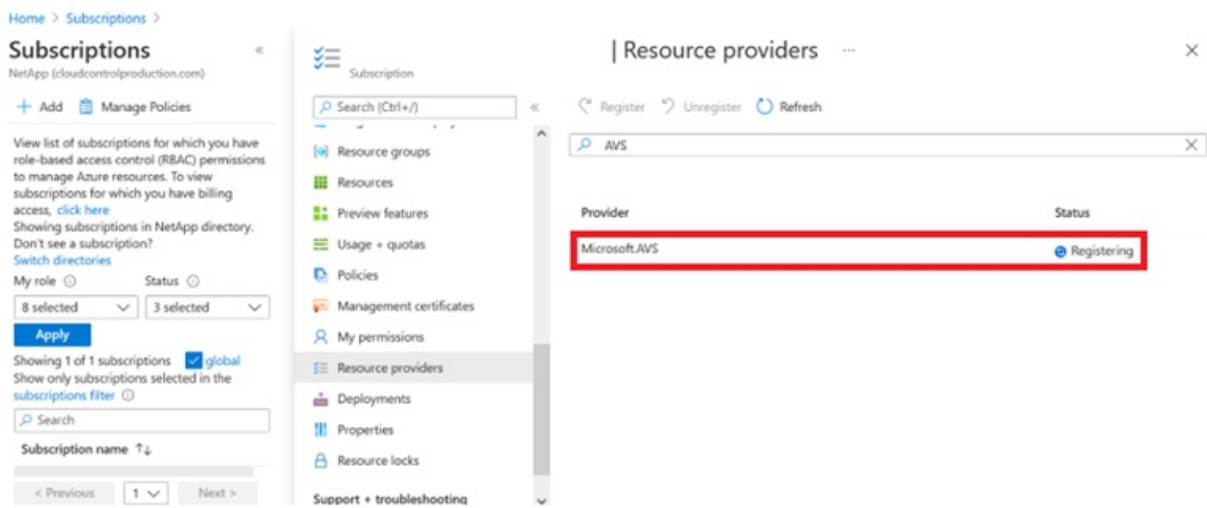 Home > Subscriptions >
Subscriptions «
NetApp (cloudcontrolproduction.com)
+ Add Manage Policies
View list of subscriptions for which you have
role-based access control (RBAC) permissions
to manage Azure resources. To view
subscriptions for which you have billing
access, click here
Showing subscriptions in NetApp directory.
Don't see a subscription?
Switch directories
My role Status
8 selected 3 selected
Apply
Showing 1 of 1 subscriptions global
Show only subscriptions selected in the
subscriptions filter
Search
Subscription name ↑↓
< Previous 1 Next >
| Resource providers ...
Subscription
Search (Ctrl+/) «
Resource groups
Resources
Preview features
Usage + quotas
Policies
Management certificates
My permissions
Resource providers
Deployments
Properties
Resource locks
Support + troubleshooting
Register Unregister Refresh
AVS
Provider Status
Microsoft.AVS Registering